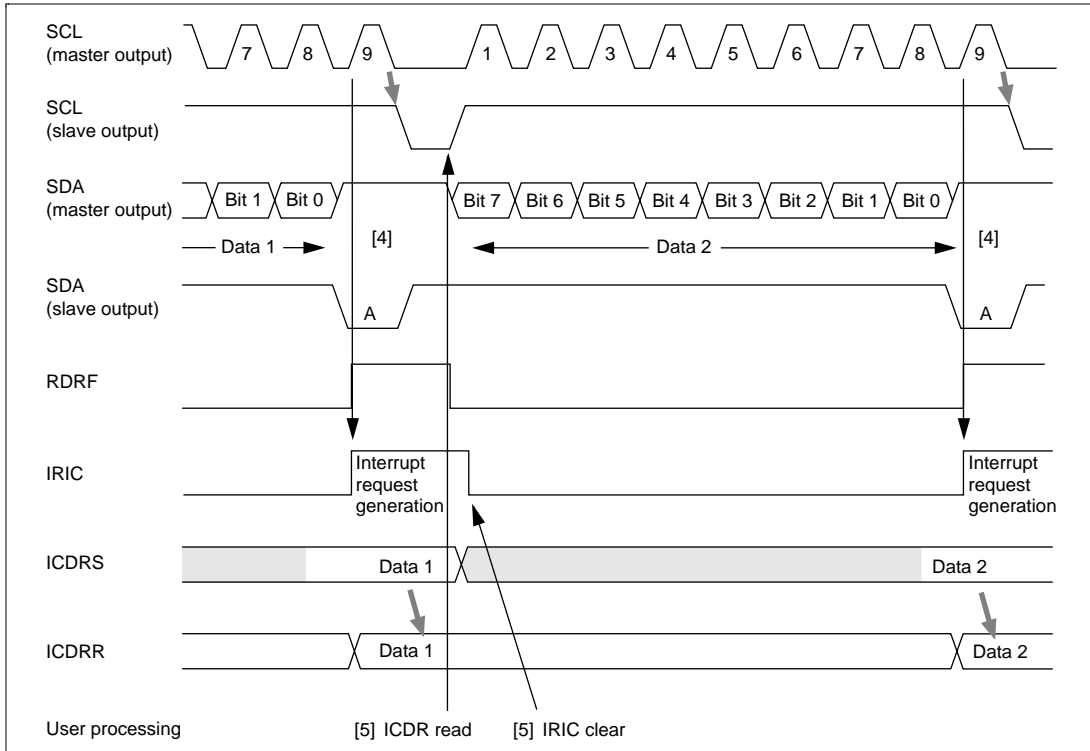 SCL
(master output)
7 8 9 1 2 3 4 5 6 7 8 9
SCL
(slave output)
SDA
(master output)
Bit 1 Bit 0 Bit 7 Bit 6 Bit 5 Bit 4 Bit 3 Bit 2 Bit 1 Bit 0
[4] [4]
Data 1 Data 2
SDA
(slave output)
A A
RDRF
IRIC
Interrupt
request
generation
Interrupt
request
generation
ICDRS
Data 1 Data 2
ICDRR
Data 1 Data 2
User processing [5] ICDR read [5] IRIC clear